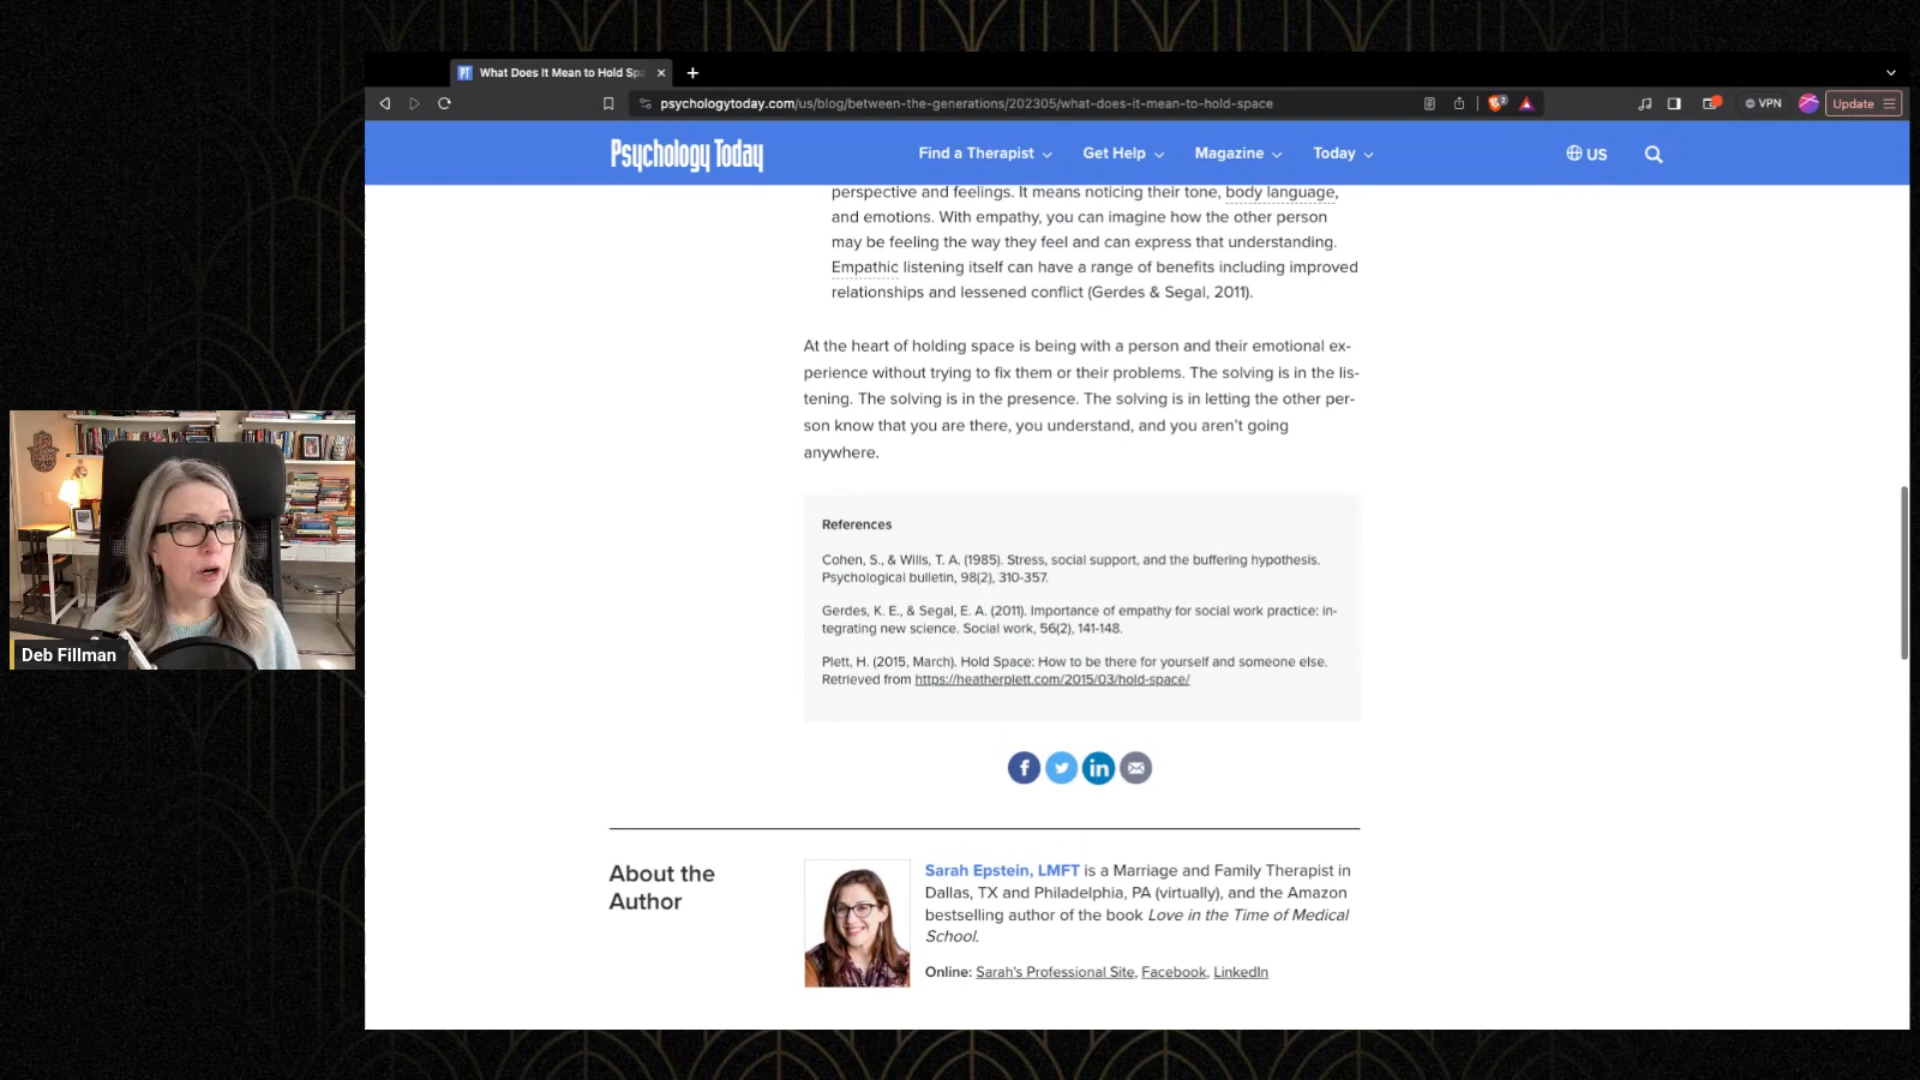 What Does It Mean to Hold Spa
psychologytoday.com/us/blog/between-the-generations/202305/what-does-it-mean-to-hold-space
VPN
Update
Psychology Today
Find a Therapist
Get Help
Magazine
Today
US
perspective and feelings. It means noticing their tone, body language,
and emotions. With empathy, you can imagine how the other person
may be feeling the way they feel and can express that understanding.
Empathic listening itself can have a range of benefits including improved
relationships and lessened conflict (Gerdes & Segal, 2011).
At the heart of holding space is being with a person and their emotional ex-
perience without trying to fix them or their problems. The solving is in the lis-
tening. The solving is in the presence. The solving is in letting the other per-
son know that you are there, you understand, and you aren't going
anywhere.
References
Cohen, S., & Wills, T. A. (1985). Stress, social support, and the buffering hypothesis.
Psychological bulletin, 98(2), 310-357.
Gerdes, K. E., & Segal, E. A. (2011). Importance of empathy for social work practice: in-
tegrating new science. Social work, 56(2), 141-148.
Plett, H. (2015, March). Hold Space: How to be there for yourself and someone else.
Retrieved from https://heatherplett.com/2015/03/hold-space/
About the
Author
Sarah Epstein, LMFT is a Marriage and Family Therapist in
Dallas, TX and Philadelphia, PA (virtually), and the Amazon
bestselling author of the book Love in the Time of Medical
School.
Online: Sarah's Professional Site, Facebook, LinkedIn
Deb Fillman